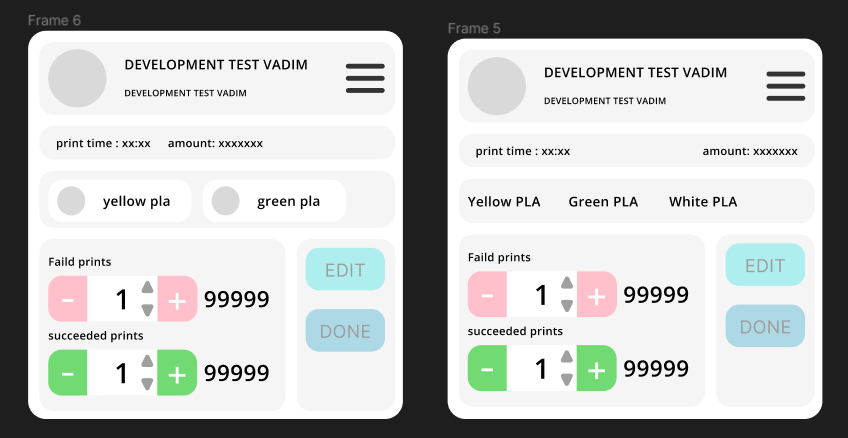 Frame 6
DEVELOPMENT TEST VADIM
DEVELOPMENT TEST VADIM
print time : xx:xx amount: xxxxxxx
yellow pla green pla
Faild prints
- 1 + 99999
succeeded prints
- 1 + 99999
EDIT
DONE
Frame 5
DEVELOPMENT TEST VADIM
DEVELOPMENT TEST VADIM
print time : xx:xx amount: xxxxxxx
Yellow PLA Green PLA White PLA
Faild prints
- 1 + 99999
succeeded prints
- 1 + 99999
EDIT
DONE